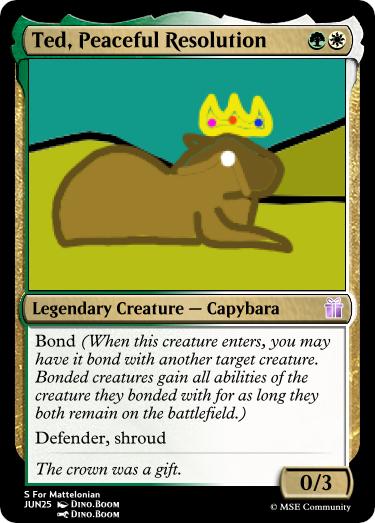 Ted, Peaceful Resolution
Legendary Creature — Capybara
Bond (When this creature enters, you may
have it bond with another target creature.
Bonded creatures gain all abilities of the
creature they bonded with for as long they
both remain on the battlefield.)
Defender, shroud
The crown was a gift.
0/3
S For Mattelonian
JUN25 Dino.Boom
Dino.Boom
© MSE Community